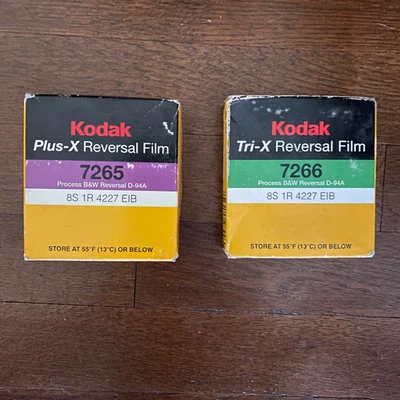 Kodak
Plus-X Reversal Film
7265
Process B&W Reversal D-94A
8S 1R 4227 EIB
STORE AT 55°F (13°C) OR BELOW
Kodak
Tri-X Reversal Film
7266
Process B&W Reversal D-94A
8S 1R 4227 EIB
STORE AT 55°F (13°C) OR BELOW